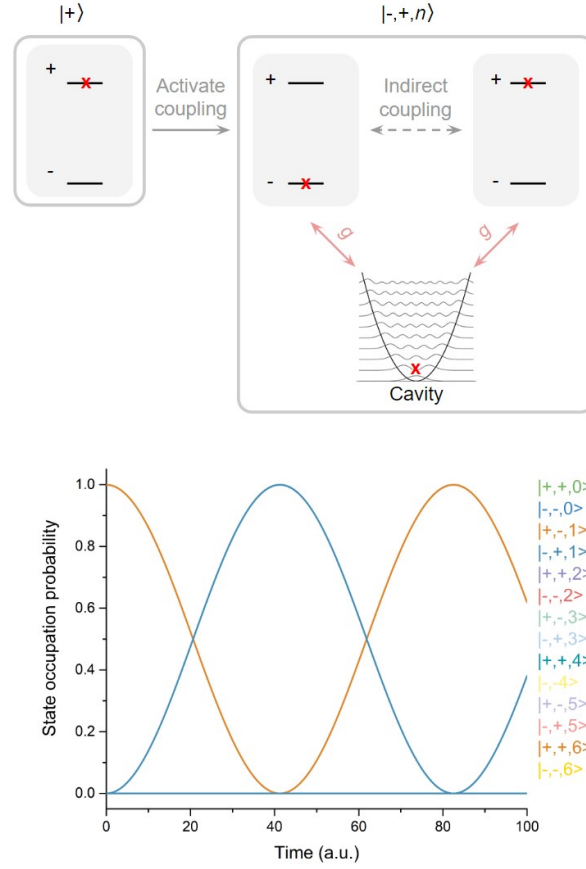 |+⟩
|-,+,n⟩
+ x
-
Activate
coupling
+
- x
Indirect
coupling
+ x
-
g
g
x
Cavity
State occupation probability
1.0
0.8
0.6
0.4
0.2
0.0
0 20 40 60 80 100
Time (a.u.)
|+,+,0>
|-,-,0>
|+,-,1>
|-,+,1>
|+,+,2>
|-,-,2>
|+,-,3>
|-,+,3>
|+,+,4>
|-,-4>
|+,-,5>
|-,+,5>
|+,+,6>
|-,-,6>